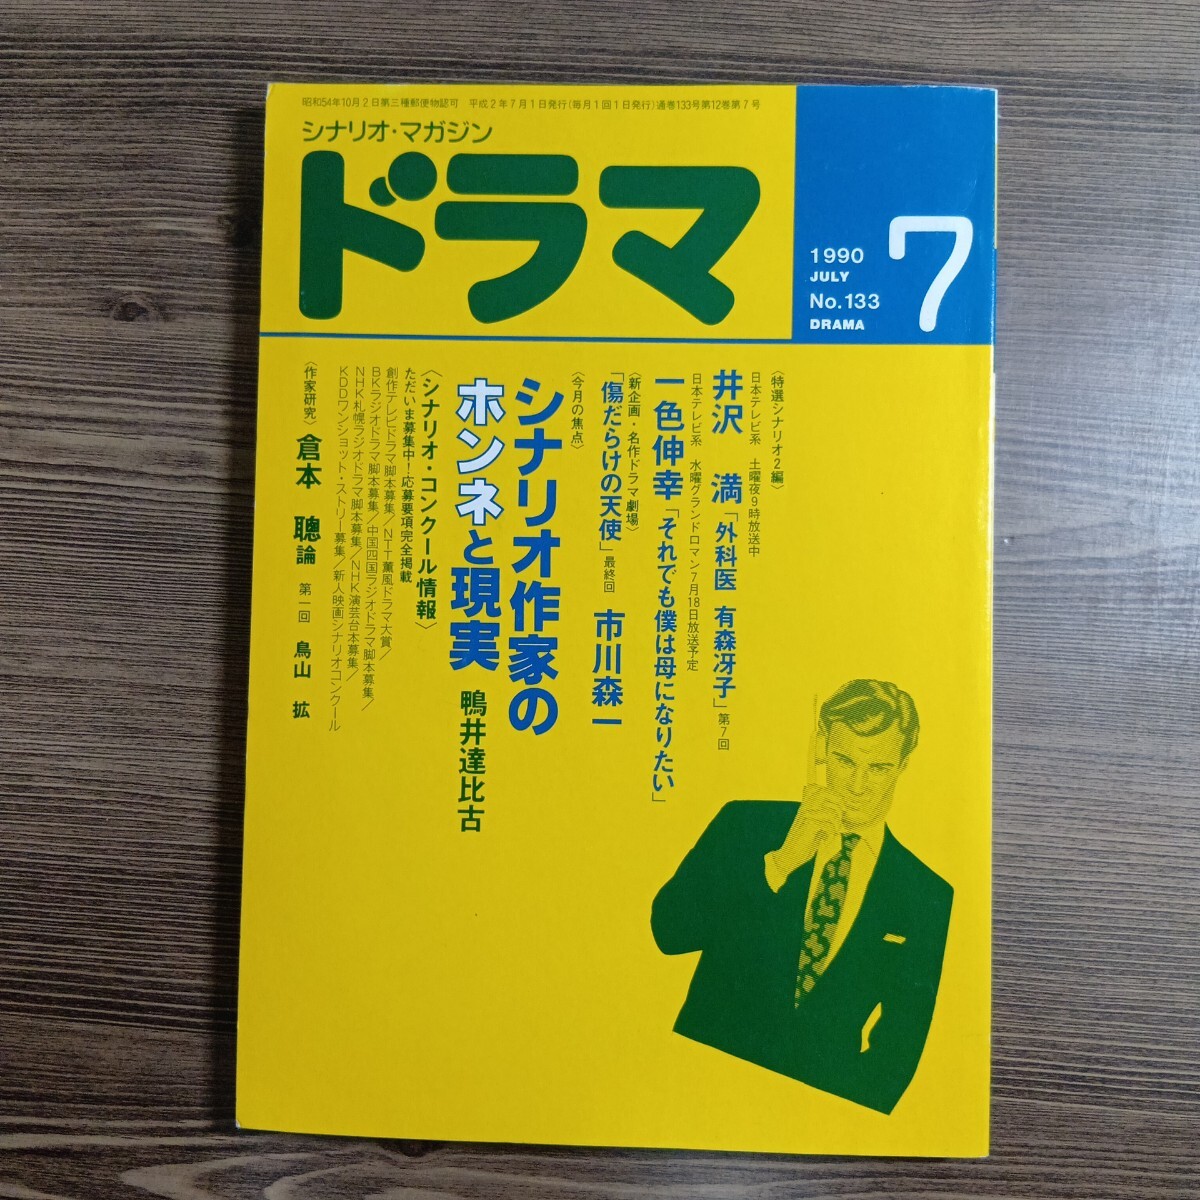 昭和54年10月2日第三種郵便物認可 平成2年7月1日発行(毎月1回1日発行)通巻133号第12巻第7号
シナリオ・マガジン
ドラマ
1990
JULY
No.133
DRAMA
7
〈特選シナリオ2編〉
日本テレビ系 土曜夜9時放送中
井沢 満「外科医 有森冴子」第7回
日本テレビ系 水曜グランドロマン7月18日放送予定
一色伸幸「それでも僕は母になりたい」
〈新企画・名作ドラマ劇場〉
「傷だらけの天使」最終回 市川森一
〈今月の焦点〉
シナリオ作家の
ホンネと現実 鴨井達比古
〈シナリオ・コンクール情報〉
ただいま募集中!応募要項完全掲載
創作テレビドラマ脚本募集/NTT薫風ドラマ大賞/
BKラジオドラマ脚本募集/中国四国ラジオドラマ脚本募集/
NHK札幌ラジオドラマ脚本募集/NHK演芸台本募集/
KDDワンショット・ストリー募集/新人映画シナリオコンクール
〈作家研究〉倉本 聰論 第一回 鳥山 拡